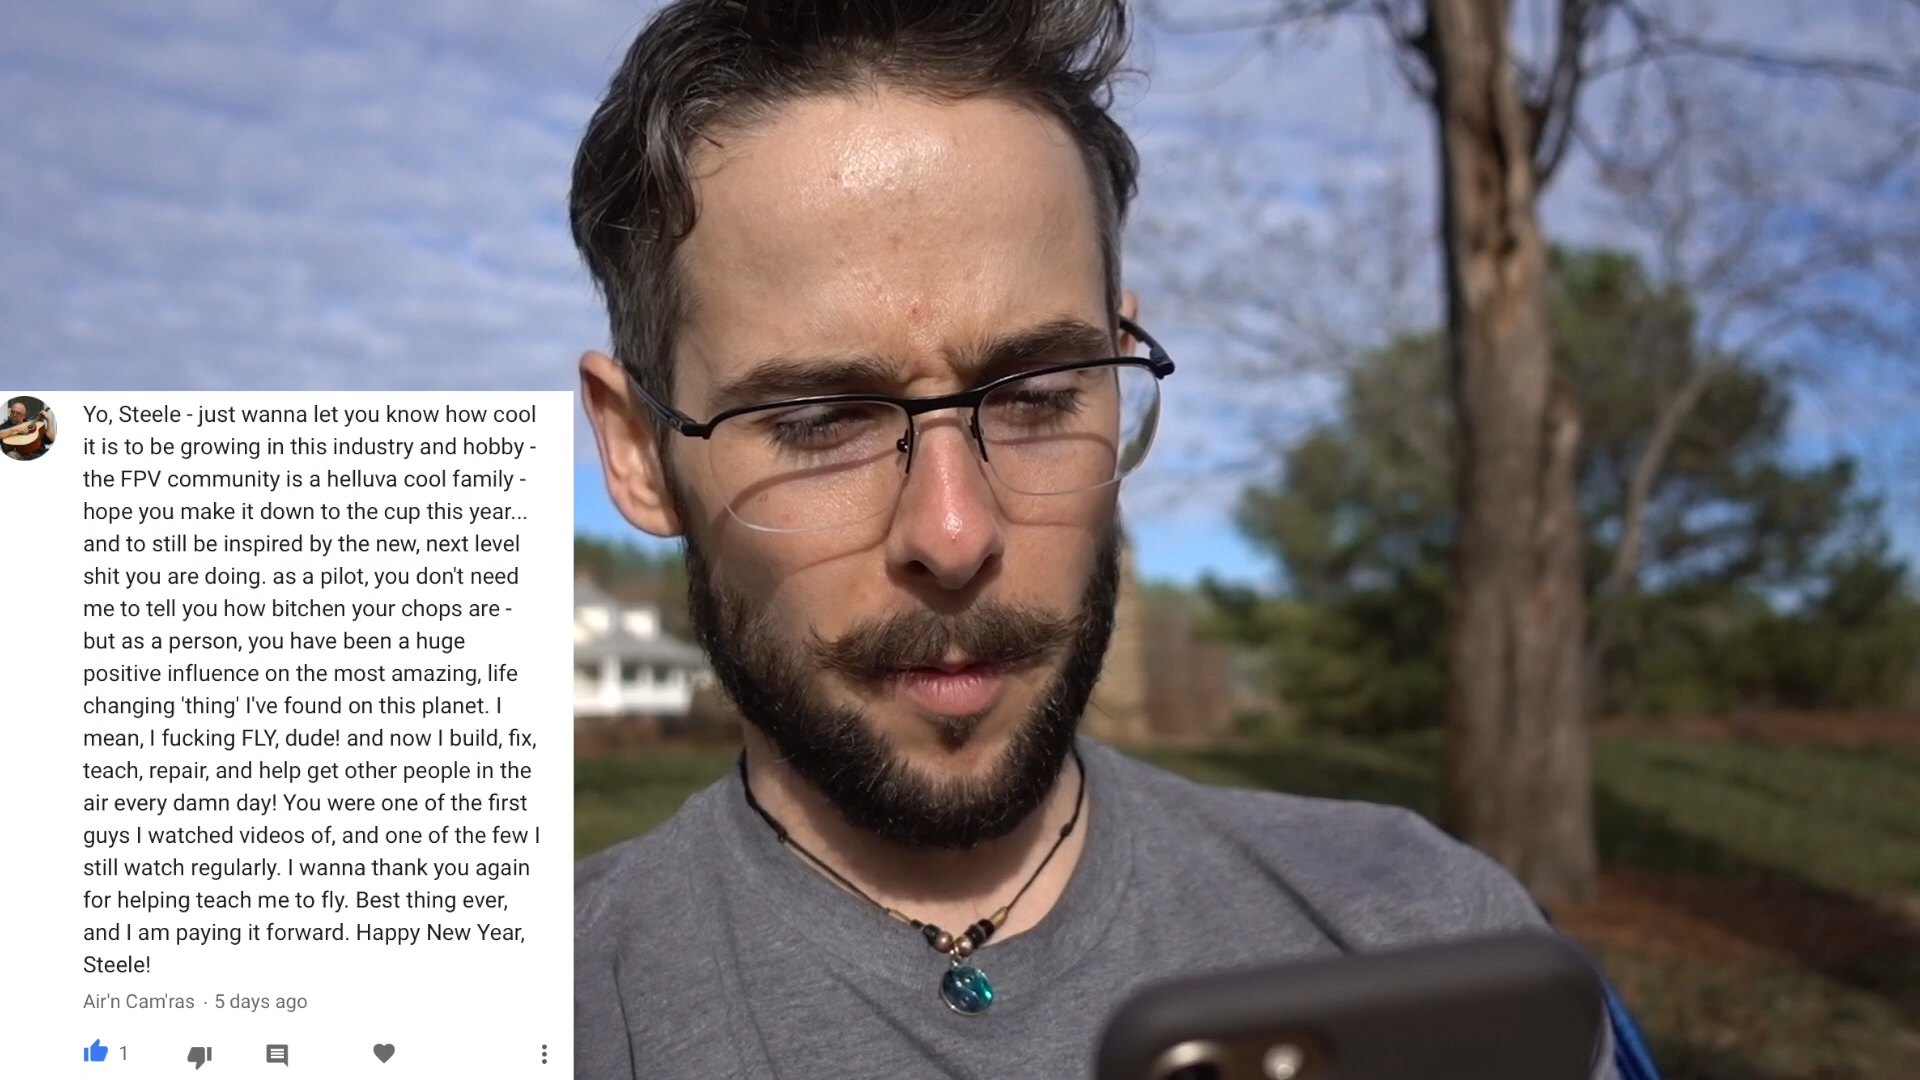 Yo, Steele - just wanna let you know how cool
it is to be growing in this industry and hobby -
the FPV community is a helluva cool family -
hope you make it down to the cup this year...
and to still be inspired by the new, next level
shit you are doing. as a pilot, you don't need
me to tell you how bitchen your chops are -
but as a person, you have been a huge
positive influence on the most amazing, life
changing 'thing' I've found on this planet. I
mean, I fucking FLY, dude! and now I build, fix,
teach, repair, and help get other people in the
air every damn day! You were one of the first
guys I watched videos of, and one of the few I
still watch regularly. I wanna thank you again
for helping teach me to fly. Best thing ever,
and I am paying it forward. Happy New Year,
Steele!
Air'n Cam'ras · 5 days ago
1